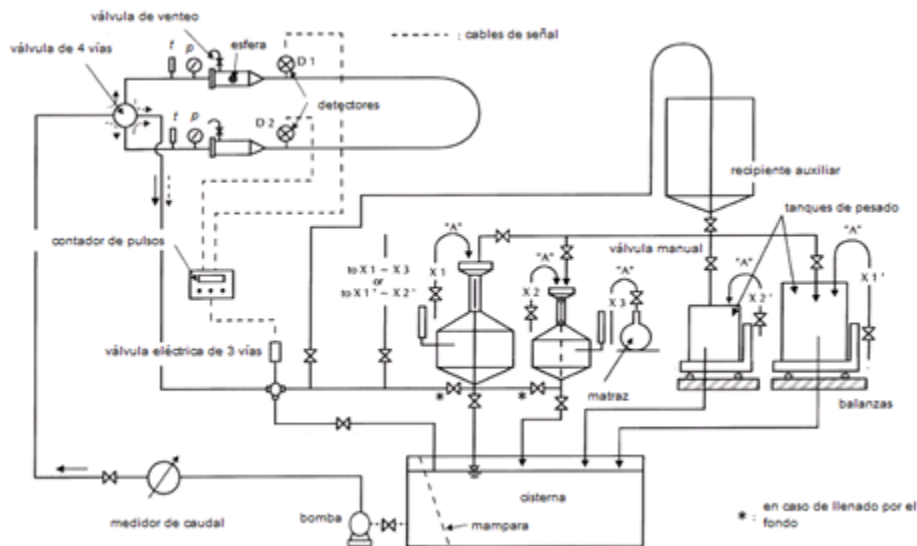 válvula de venteo
válvula de 4 vías
t
p
esfera
D 1
- - - - - - : cables de señal
detectores
t
p
D 2
recipiente auxiliar
tanques de pesado
contador de pulsos
to X 1 ~ X 3
or
to X 1' ~ X 2'
"A"
X 1
válvula manual
"A"
X 2
"A"
X 3
"A"
X 2'
"A"
X 1'
válvula eléctrica de 3 vías
matraz
balanzas
*
*
cisterna
bomba
mampara
medidor de caudal
* : en caso de llenado por el
fondo